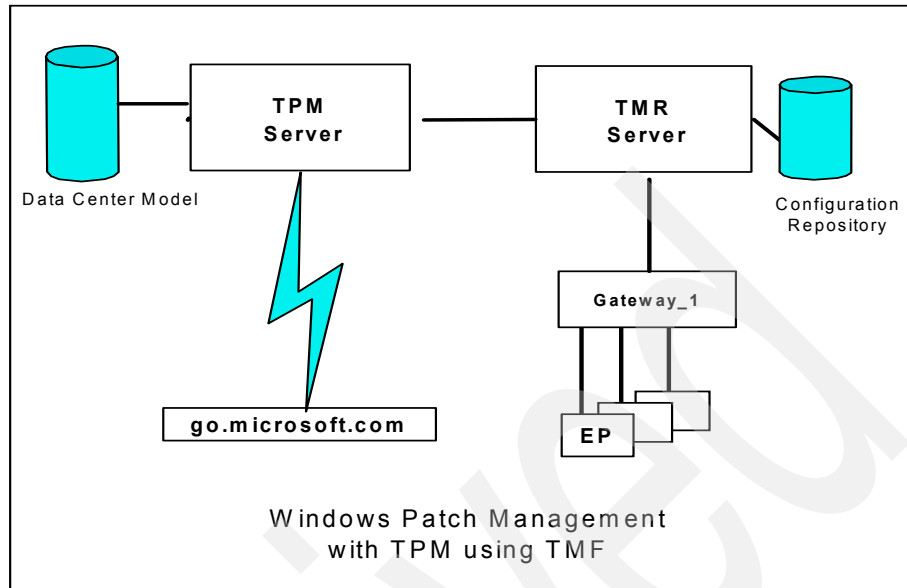 TPM
Server
TMR
Server
Data Center Model
Configuration
Repository
Gateway_1
go.microsoft.com
EP
Windows Patch Management
with TPM using TMF